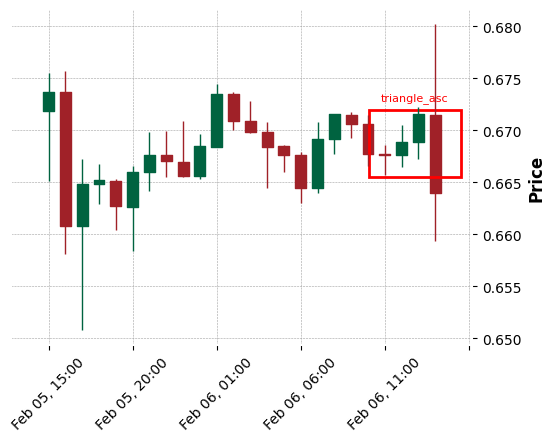 0.680
0.675
triangle_asc
0.670
0.665
0.660
0.655
0.650
Price
Feb 05, 15:00
Feb 05, 20:00
Feb 06, 01:00
Feb 06, 06:00
Feb 06, 11:00